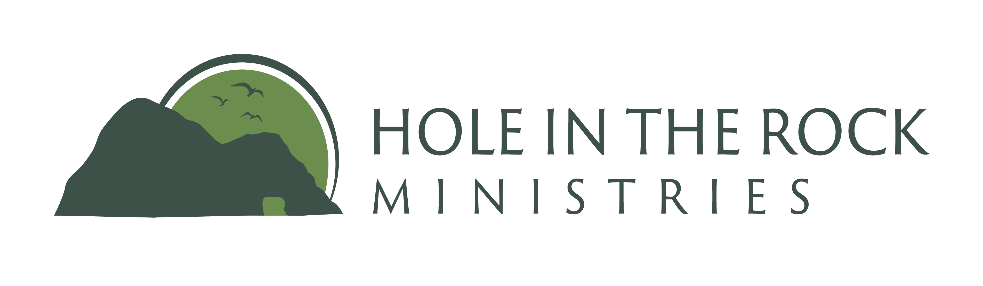 HOLE IN THE ROCK
MINISTRIES